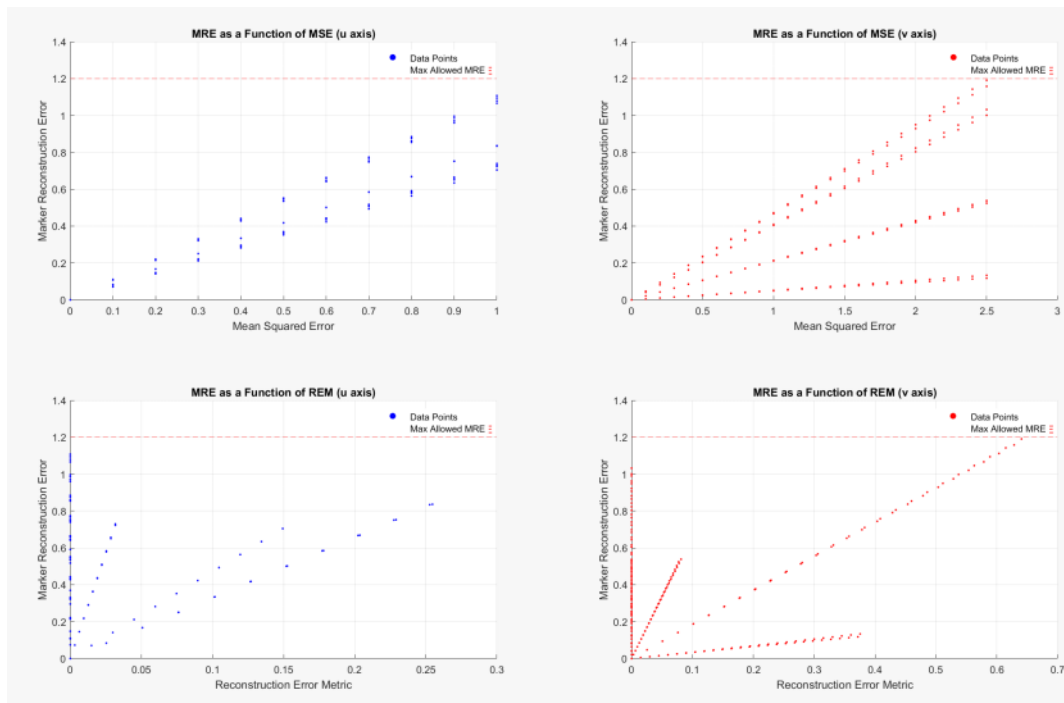 MRE as a Function of MSE (u axis)
1.4
1.2
1
0.8
0.6
0.4
0.2
0
Marker Reconstruction Error
Data Points
Max Allowed MRE
0 0.1 0.2 0.3 0.4 0.5 0.6 0.7 0.8 0.9 1
Mean Squared Error
MRE as a Function of MSE (v axis)
1.4
1.2
1
0.8
0.6
0.4
0.2
0
Marker Reconstruction Error
Data Points
Max Allowed MRE
0 0.5 1 1.5 2 2.5 3
Mean Squared Error
MRE as a Function of REM (u axis)
1.4
1.2
1
0.8
0.6
0.4
0.2
0
Marker Reconstruction Error
Data Points
Max Allowed MRE
0 0.05 0.1 0.15 0.2 0.25 0.3
Reconstruction Error Metric
MRE as a Function of REM (v axis)
1.4
1.2
1
0.8
0.6
0.4
0.2
0
Marker Reconstruction Error
Data Points
Max Allowed MRE
0 0.1 0.2 0.3 0.4 0.5 0.6 0.7
Reconstruction Error Metric